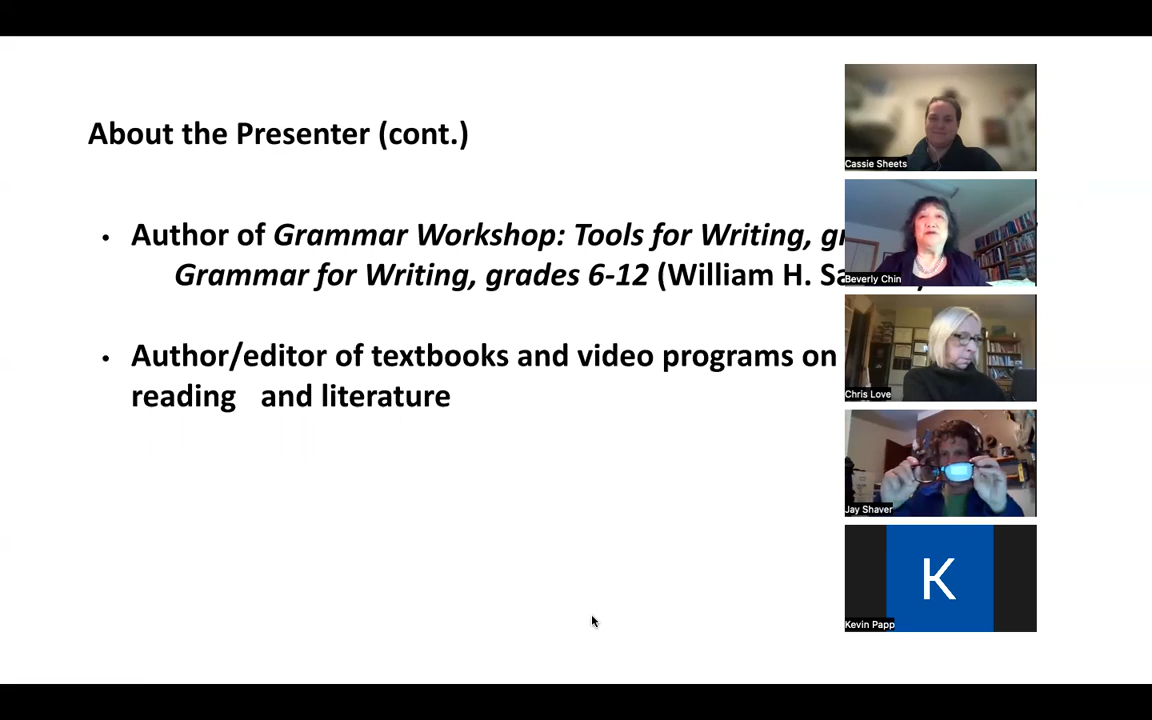 About the Presenter (cont.)
• Author of Grammar Workshop: Tools for Writing,
Grammar for Writing, grades 6-12 (William H.
• Author/editor of textbooks and video programs on
reading and literature
Cassie Sheets
Beverly Chin
Chris Love
Jay Shaver
K
Kevin Papp